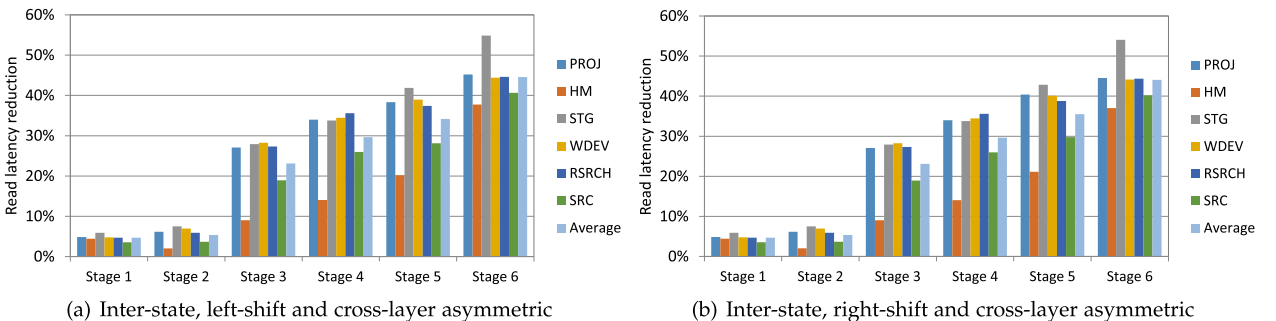 60%
50%
40%
30%
20%
10%
0%
Read latency reduction
Stage 1 Stage 2 Stage 3 Stage 4 Stage 5 Stage 6
PROJ
HM
STG
WDEV
RSRCH
SRC
Average
(a) Inter-state, left-shift and cross-layer asymmetric
60%
50%
40%
30%
20%
10%
0%
Read latency reduction
Stage 1 Stage 2 Stage 3 Stage 4 Stage 5 Stage 6
PROJ
HM
STG
WDEV
RSRCH
SRC
Average
(b) Inter-state, right-shift and cross-layer asymmetric